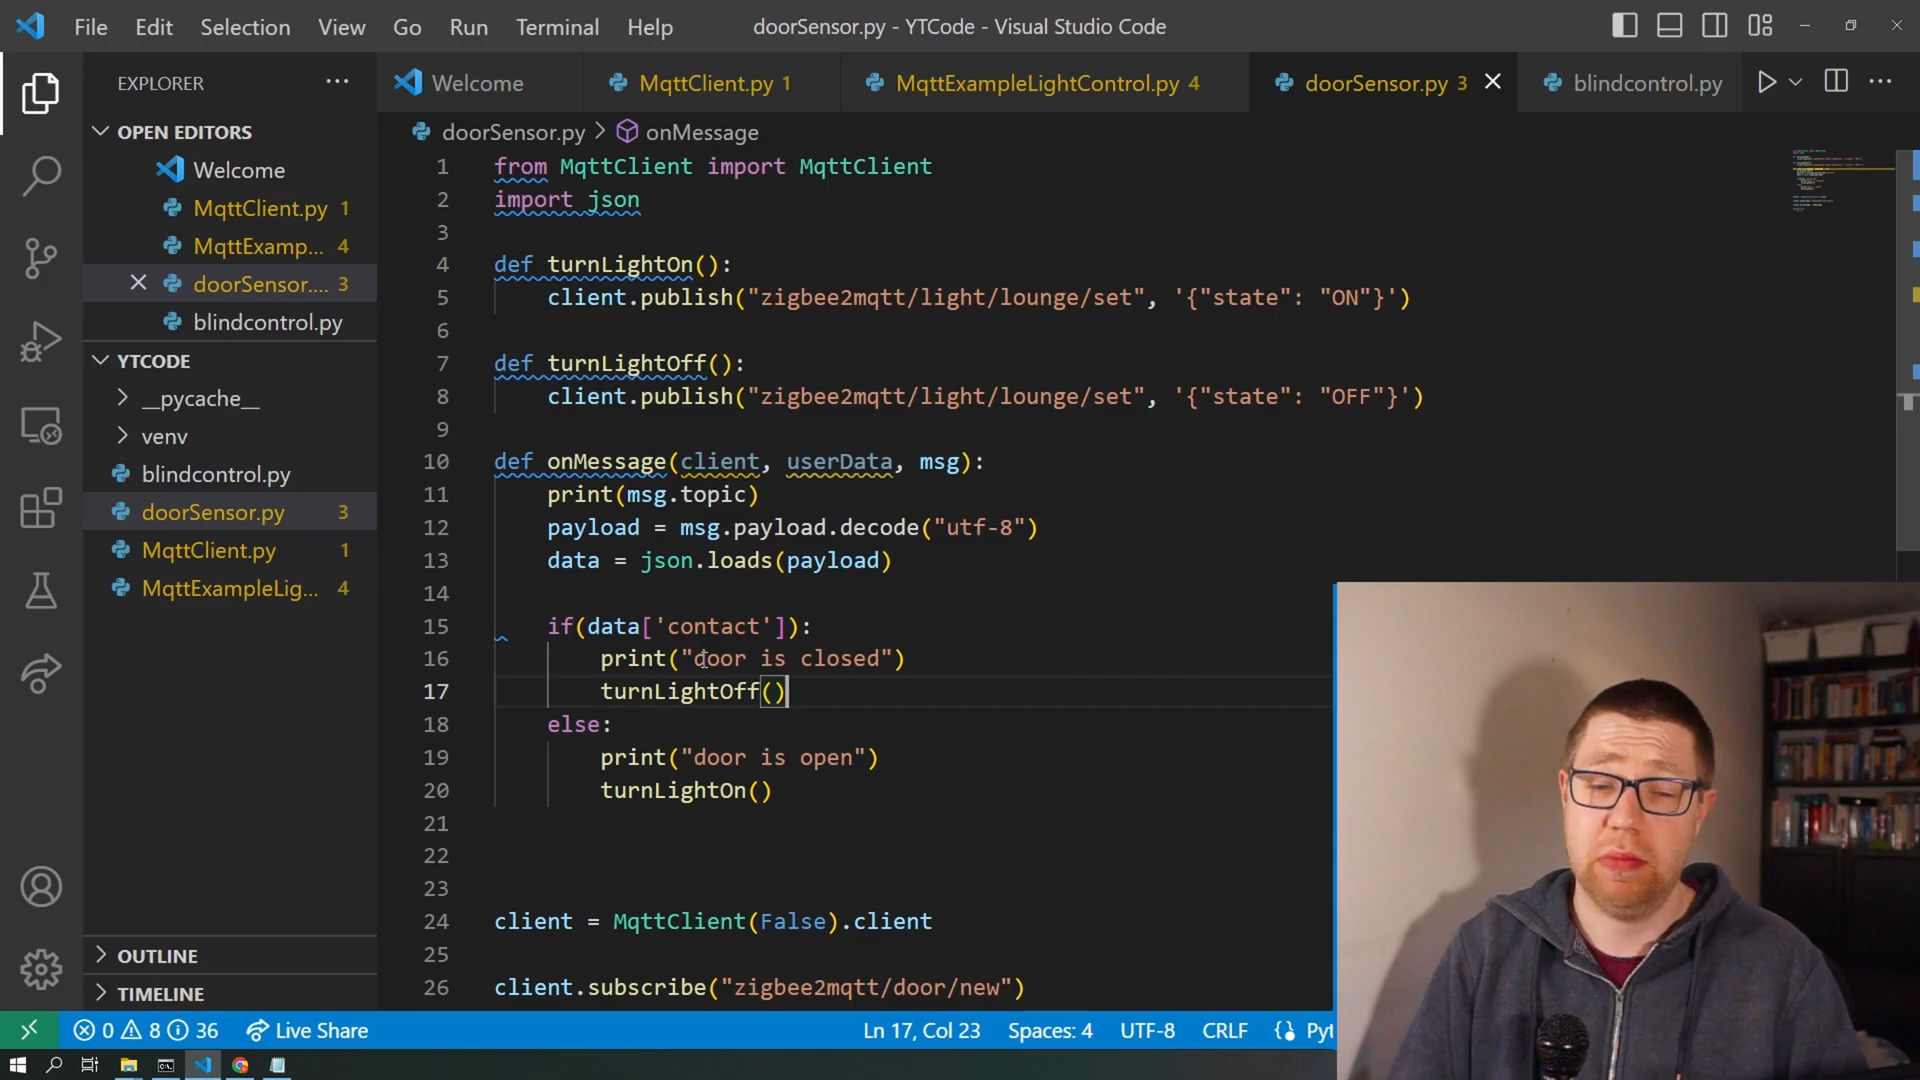 File Edit Selection View Go Run Terminal Help doorSensor.py - YTCode - Visual Studio Code
EXPLORER
OPEN EDITORS
Welcome
MqttClient.py 1
MqttExamp... 4
doorSensor.... 3
blindcontrol.py
YTCODE
__pycache__
venv
blindcontrol.py
doorSensor.py 3
MqttClient.py 1
MqttExampleLig... 4
OUTLINE
TIMELINE
Welcome MqttClient.py 1 MqttExampleLightControl.py 4 doorSensor.py 3 blindcontrol.py
doorSensor.py > onMessage
1 from MqttClient import MqttClient
2 import json
3
4 def turnLightOn():
5 client.publish("zigbee2mqtt/light/lounge/set", '{"state": "ON"}')
6
7 def turnLightOff():
8 client.publish("zigbee2mqtt/light/lounge/set", '{"state": "OFF"}')
9
10 def onMessage(client, userData, msg):
11 print(msg.topic)
12 payload = msg.payload.decode("utf-8")
13 data = json.loads(payload)
14
15 if(data['contact']):
16 print("door is closed")
17 turnLightOff()
18 else:
19 print("door is open")
20 turnLightOn()
21
22
23
24 client = MqttClient(False).client
25
26 client.subscribe("zigbee2mqtt/door/new")
0 8 36 Live Share Ln 17, Col 23 Spaces: 4 UTF-8 CRLF Pyt